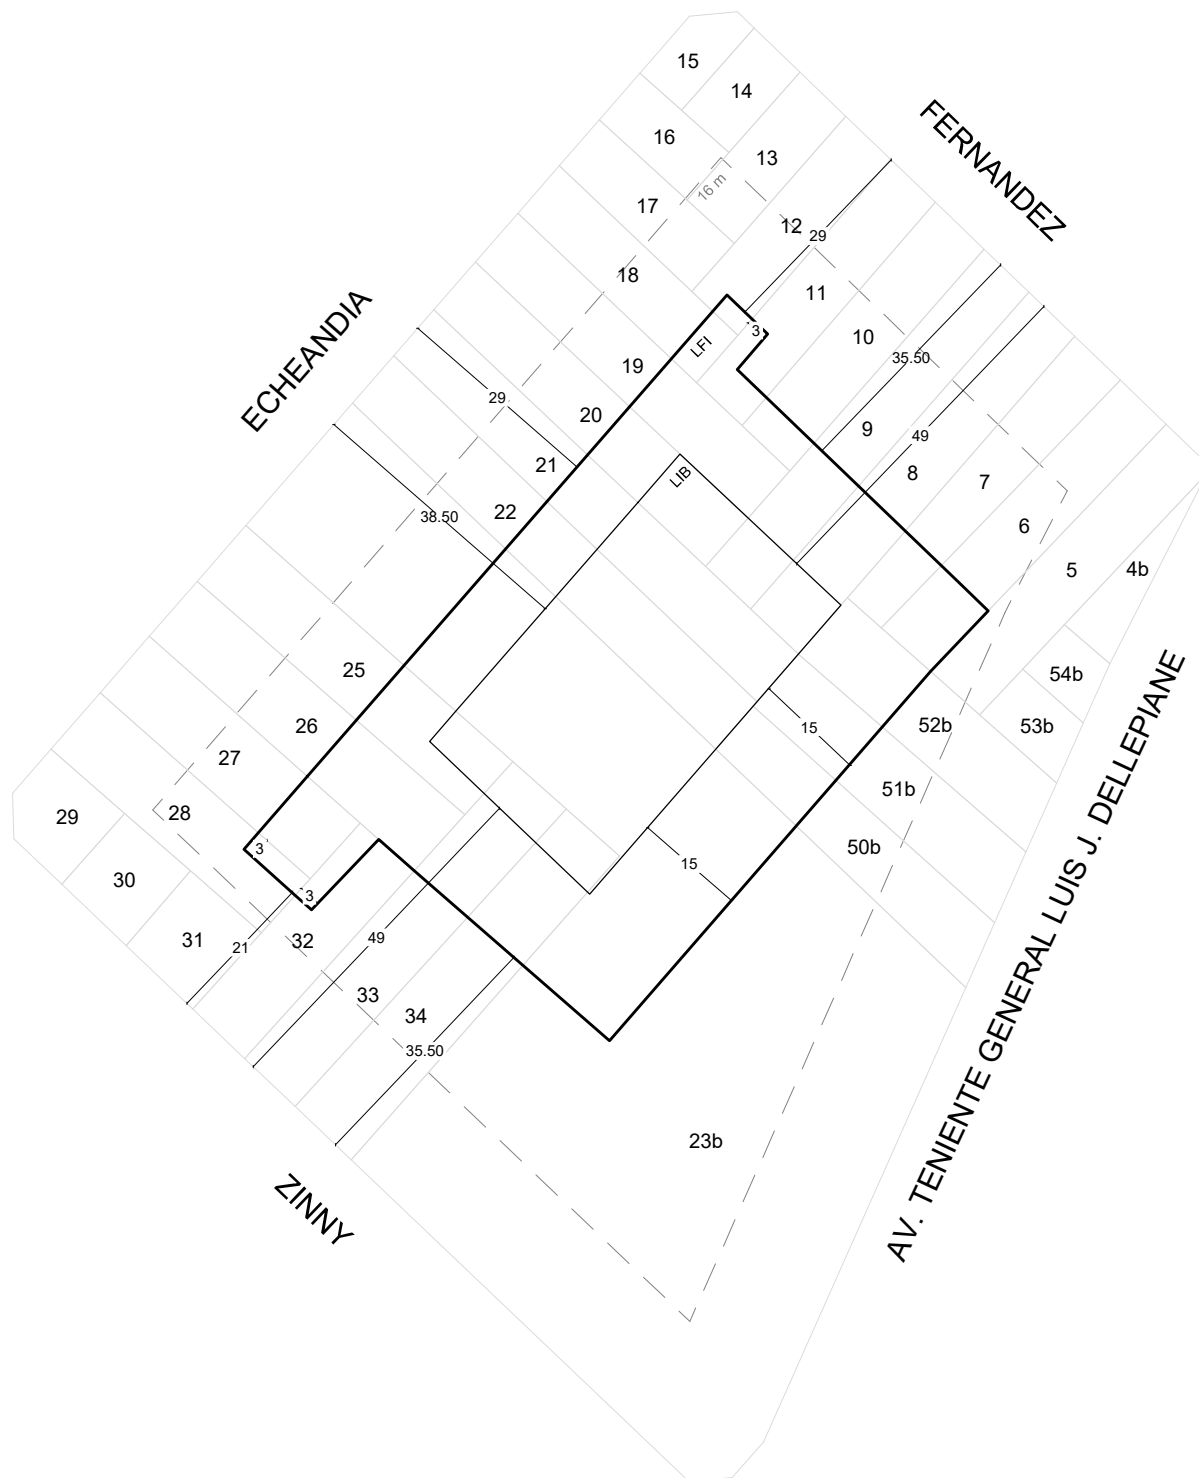 15
14
FERNANDEZ
16
13
16 m
17
12
29
18
11
ECHEANDIA
3
10
LFI
35.50
19
29
20
9
49
21
8
LIB
7
22
38.50
6
5
4b
25
54b
26
52b
53b
15
27
51b
28
29
3
50b
15
30
3
31
32
49
21
33
34
35.50
AV. TENIENTE GENERAL LUIS J. DELLEPIANE
23b
ZINNY